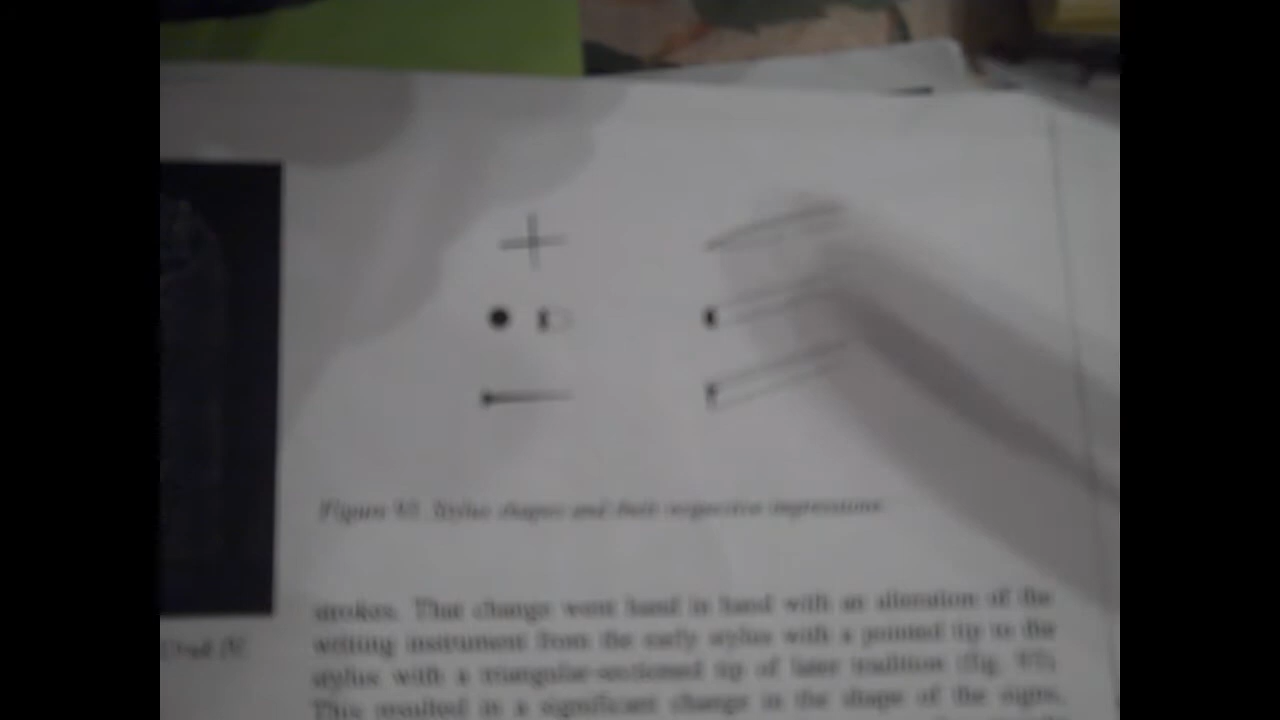 Figure Stylus shapes and their respective impressions.
strokes. That change went hand in hand with an alteration of the
writing instrument from the early stylus with a pointed tip to the
stylus with a triangular-sectioned tip of later tradition (fig.
This resulted in a significant change in the shape of the signs,